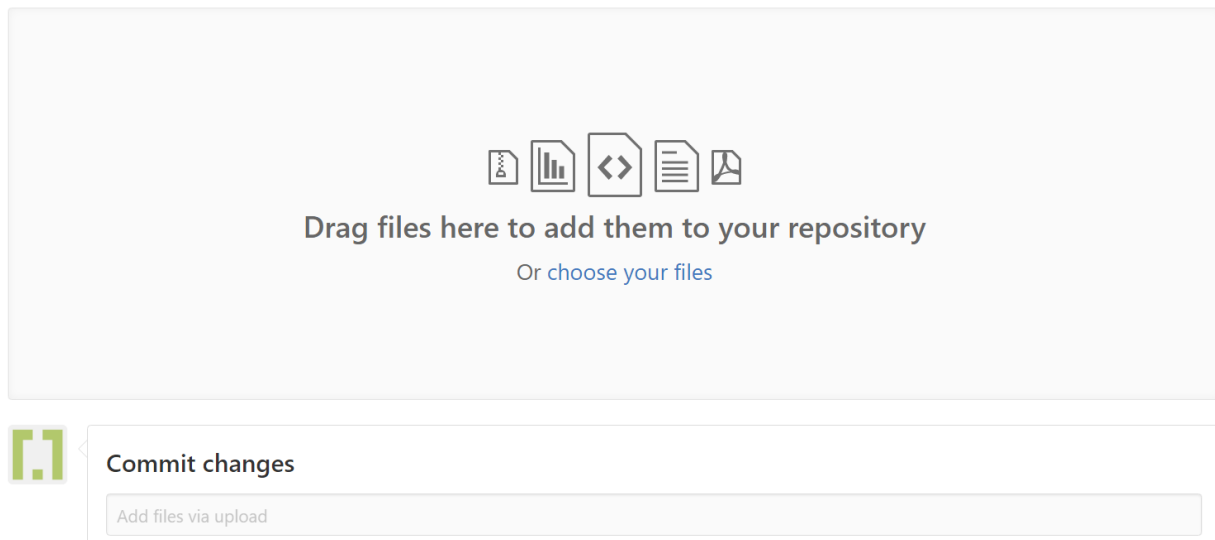 Drag files here to add them to your repository
Or choose your files
Commit changes
Add files via upload